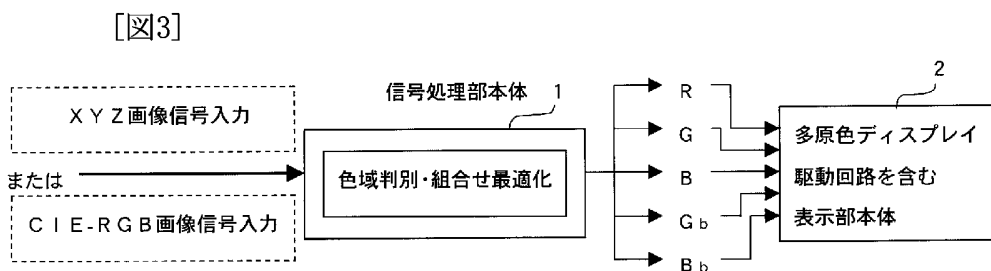 [図3]
XYZ画像信号入力
または
CIE-RGB画像信号入力
信号処理部本体
1
色域判別・組合せ最適化
R
G
B
Gb
Bb
2
多原色ディスプレイ
駆動回路を含む
表示部本体